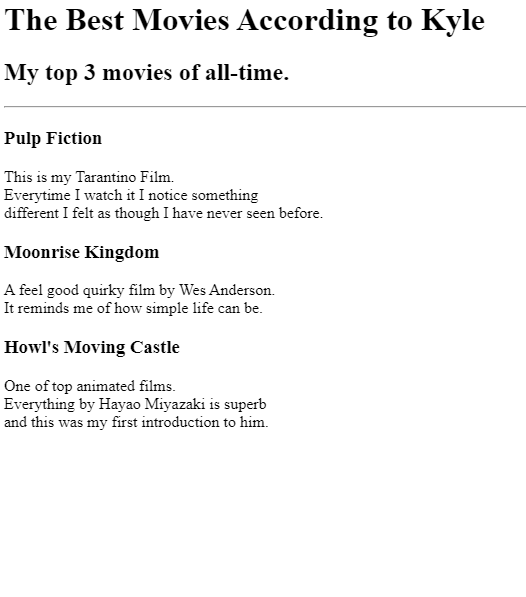 The Best Movies According to Kyle
My top 3 movies of all-time.
Pulp Fiction
This is my Tarantino Film.
Everytime I watch it I notice something
different I felt as though I have never seen before.
Moonrise Kingdom
A feel good quirky film by Wes Anderson.
It reminds me of how simple life can be.
Howl's Moving Castle
One of top animated films.
Everything by Hayao Miyazaki is superb
and this was my first introduction to him.